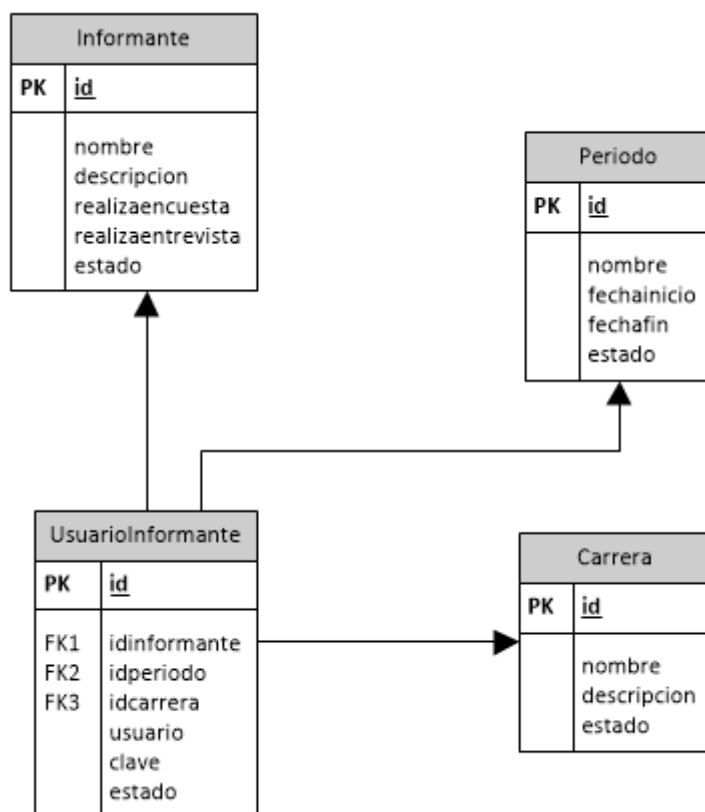 Informante
PK id
nombre
descripcion
realizaencuesta
realizaentrevista
estado
Periodo
PK id
nombre
fechainicio
fechafin
estado
UsuarioInformante
PK id
FK1 idinformante
FK2 idperiodo
FK3 idcarrera
usuario
clave
estado
Carrera
PK id
nombre
descripcion
estado